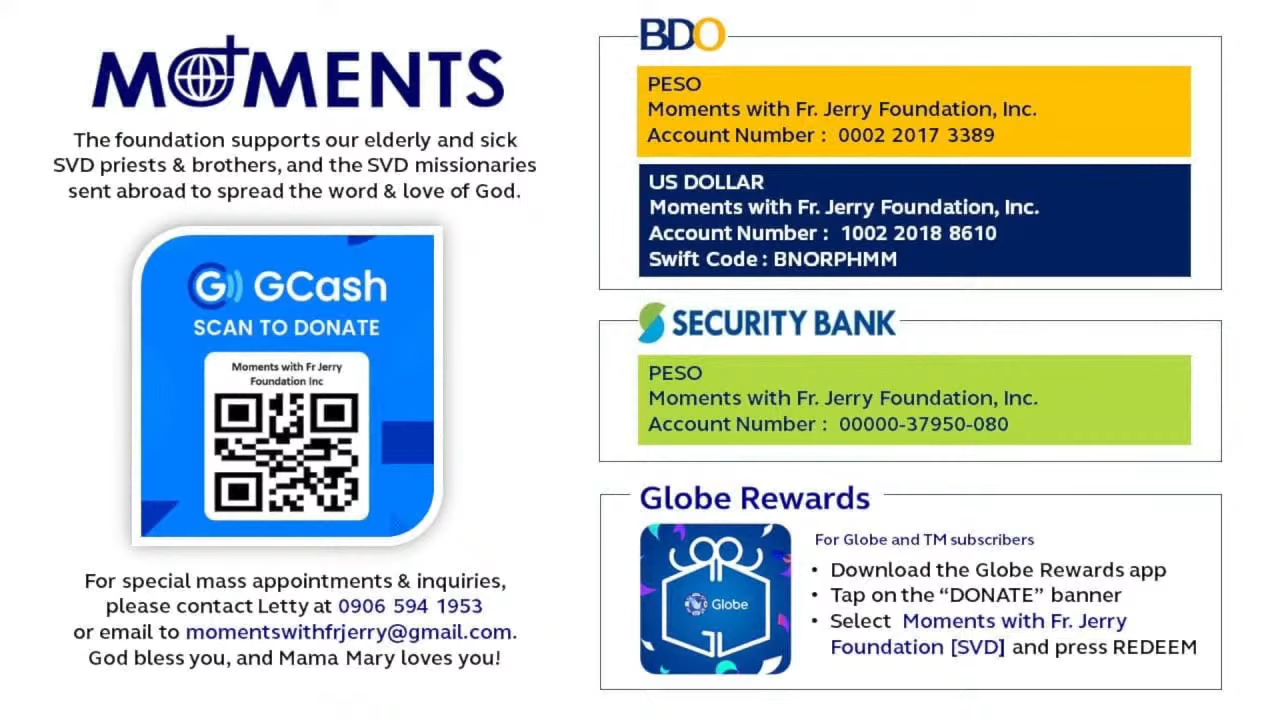 MOMENTS
The foundation supports our elderly and sick
SVD priests & brothers, and the SVD missionaries
sent abroad to spread the word & love of God.
G GCash
SCAN TO DONATE
Moments with Fr Jerry
Foundation Inc
For special mass appointments & inquiries,
please contact Letty at 0906 594 1953
or email to momentswithfrjerry@gmail.com.
God bless you, and Mama Mary loves you!
BDO
PESO
Moments with Fr. Jerry Foundation, Inc.
Account Number : 0002 2017 3389
US DOLLAR
Moments with Fr. Jerry Foundation, Inc.
Account Number : 1002 2018 8610
Swift Code : BNORPHMM
SECURITY BANK
PESO
Moments with Fr. Jerry Foundation, Inc.
Account Number : 00000-37950-080
Globe Rewards
Globe
For Globe and TM subscribers
• Download the Globe Rewards app
• Tap on the “DONATE” banner
• Select Moments with Fr. Jerry
Foundation [SVD] and press REDEEM